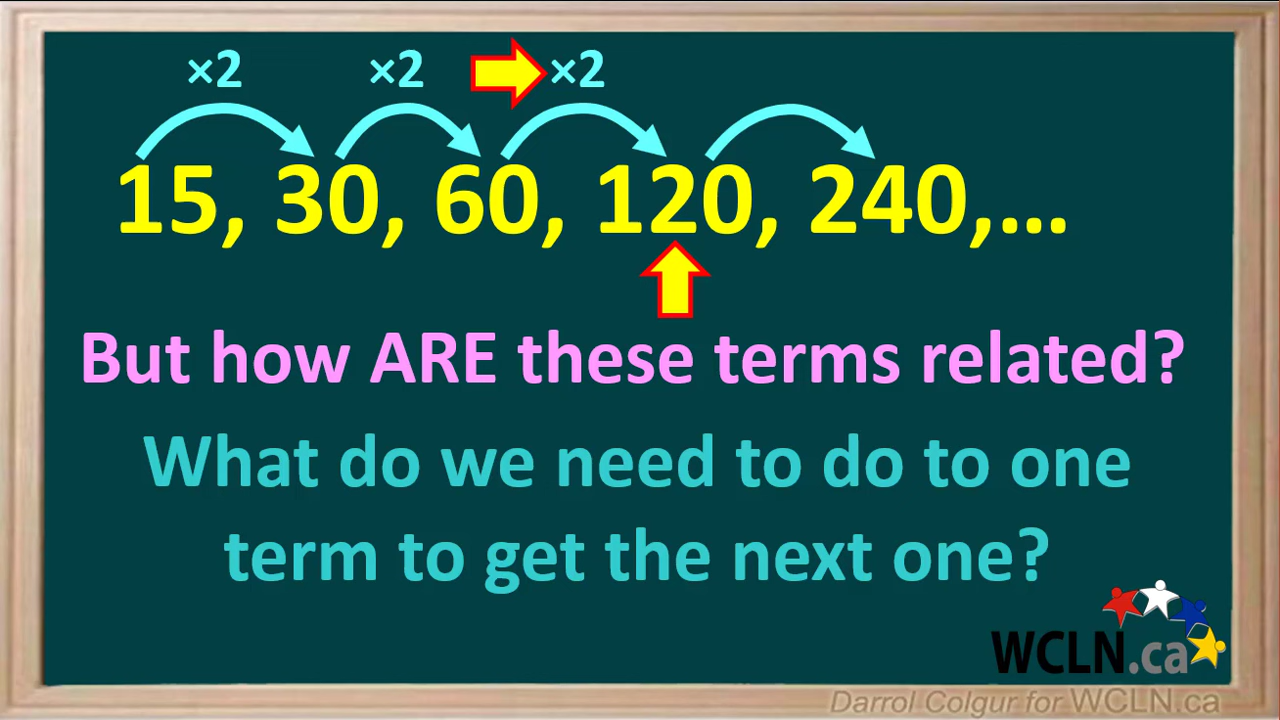 ×2 ×2 ×2
15, 30, 60, 120, 240,...
But how ARE these terms related?
What do we need to do to one
term to get the next one?
WCLN.ca
Darrol Colgur for WCLN.ca